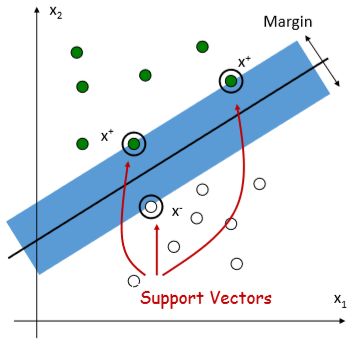 x2
Margin
x+
x+
x-
Support Vectors
x1